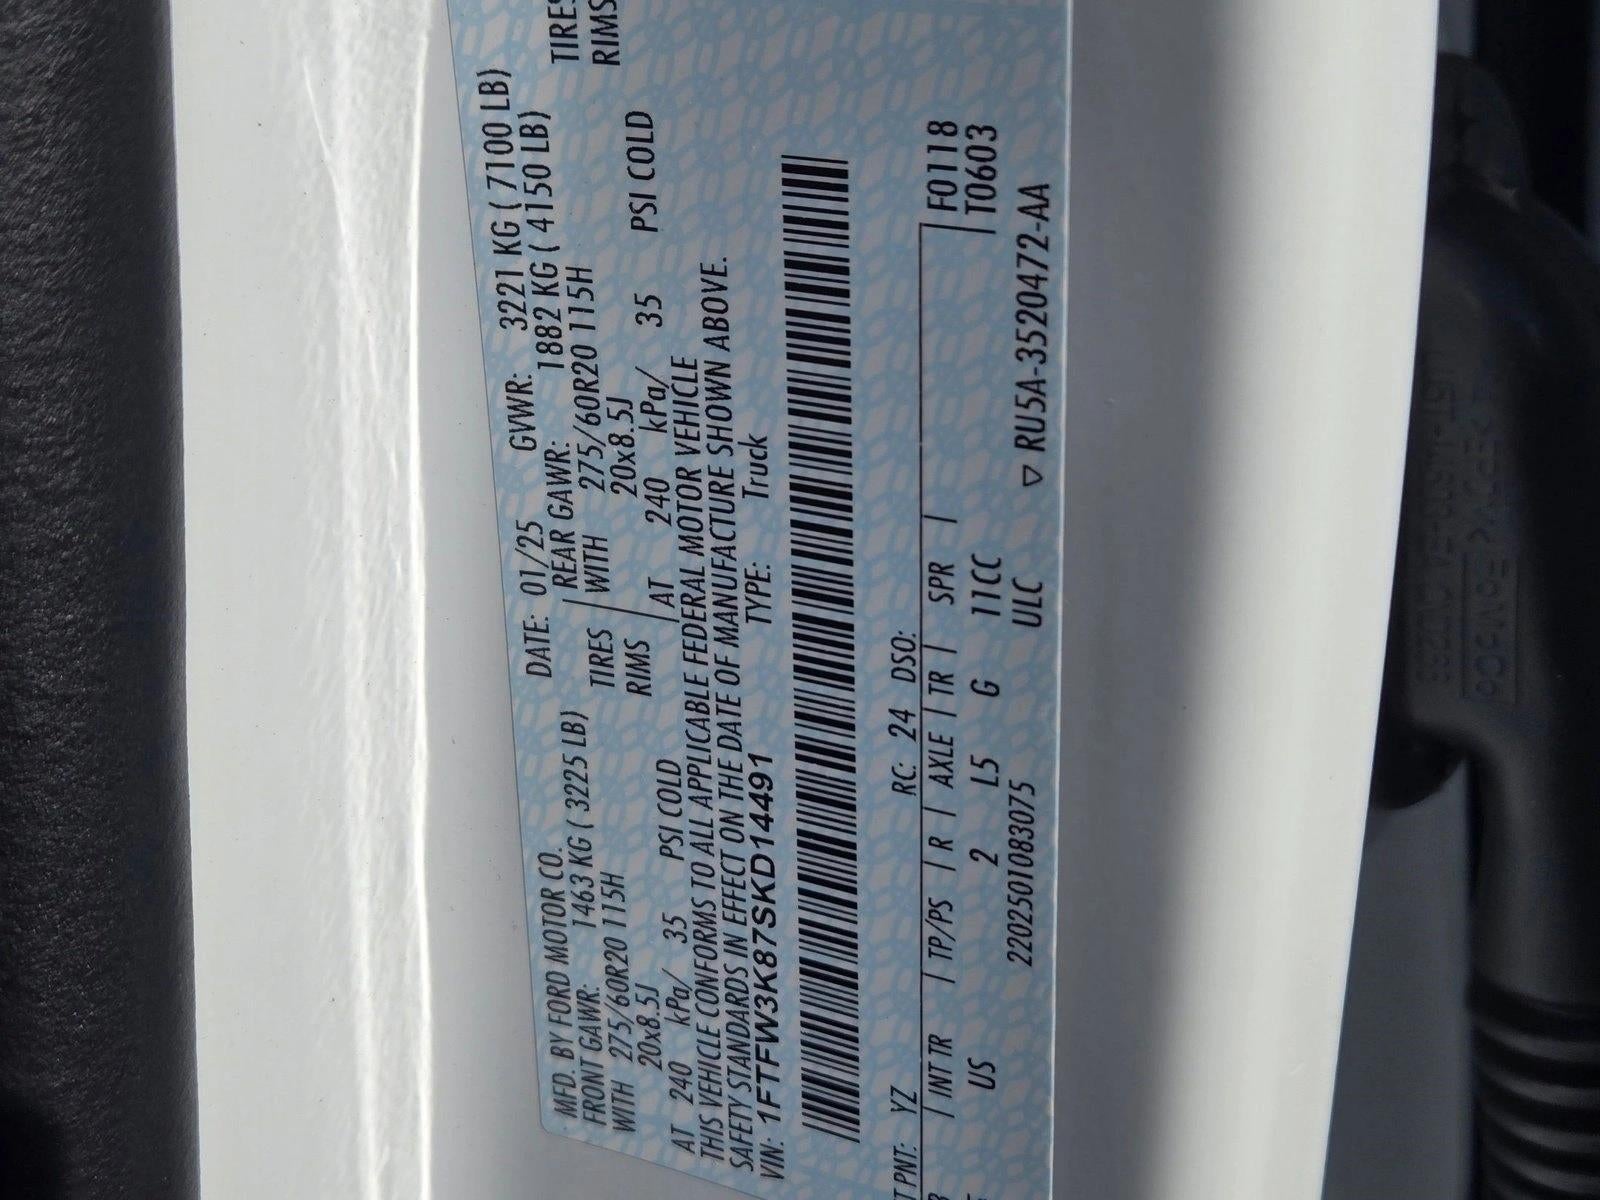 MFD. BY FORD MOTOR CO.
DATE: 01/25 GVWR: 3221 KG ( 7100 LB)
FRONT GAWR: 1463 KG ( 3225 LB)
REAR GAWR: 1882 KG ( 4150 LB)
WITH 275/60R20 115H TIRES
WITH 275/60R20 115H TIRES
20x8.5J RIMS
20x8.5J RIMS
AT 240 kPa/ 35 PSI COLD
AT 240 kPa/ 35 PSI COLD
THIS VEHICLE CONFORMS TO ALL APPLICABLE FEDERAL MOTOR VEHICLE
SAFETY STANDARDS IN EFFECT ON THE DATE OF MANUFACTURE SHOWN ABOVE.
VIN: 1FTFW3K87SKD14491 TYPE: Truck
T PNT: YZ RC: 24 DSO:
F0118
INT TR TP/PS R AXLE TR SPR
T0603
US 2 L5 G 11CC
2202501083075 ULC ▽ RU5A-3520472-AA